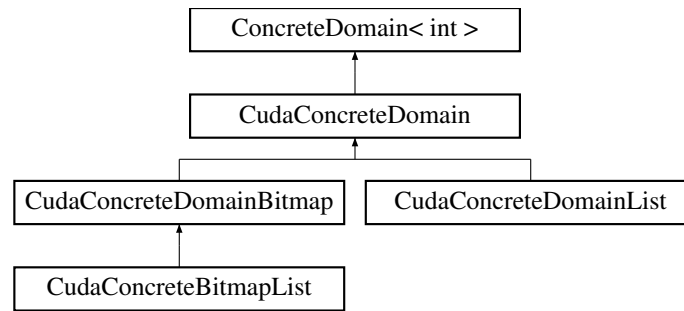 ConcreteDomain< int >
CudaConcreteDomain
CudaConcreteDomainBitmap
CudaConcreteDomainList
CudaConcreteBitmapList